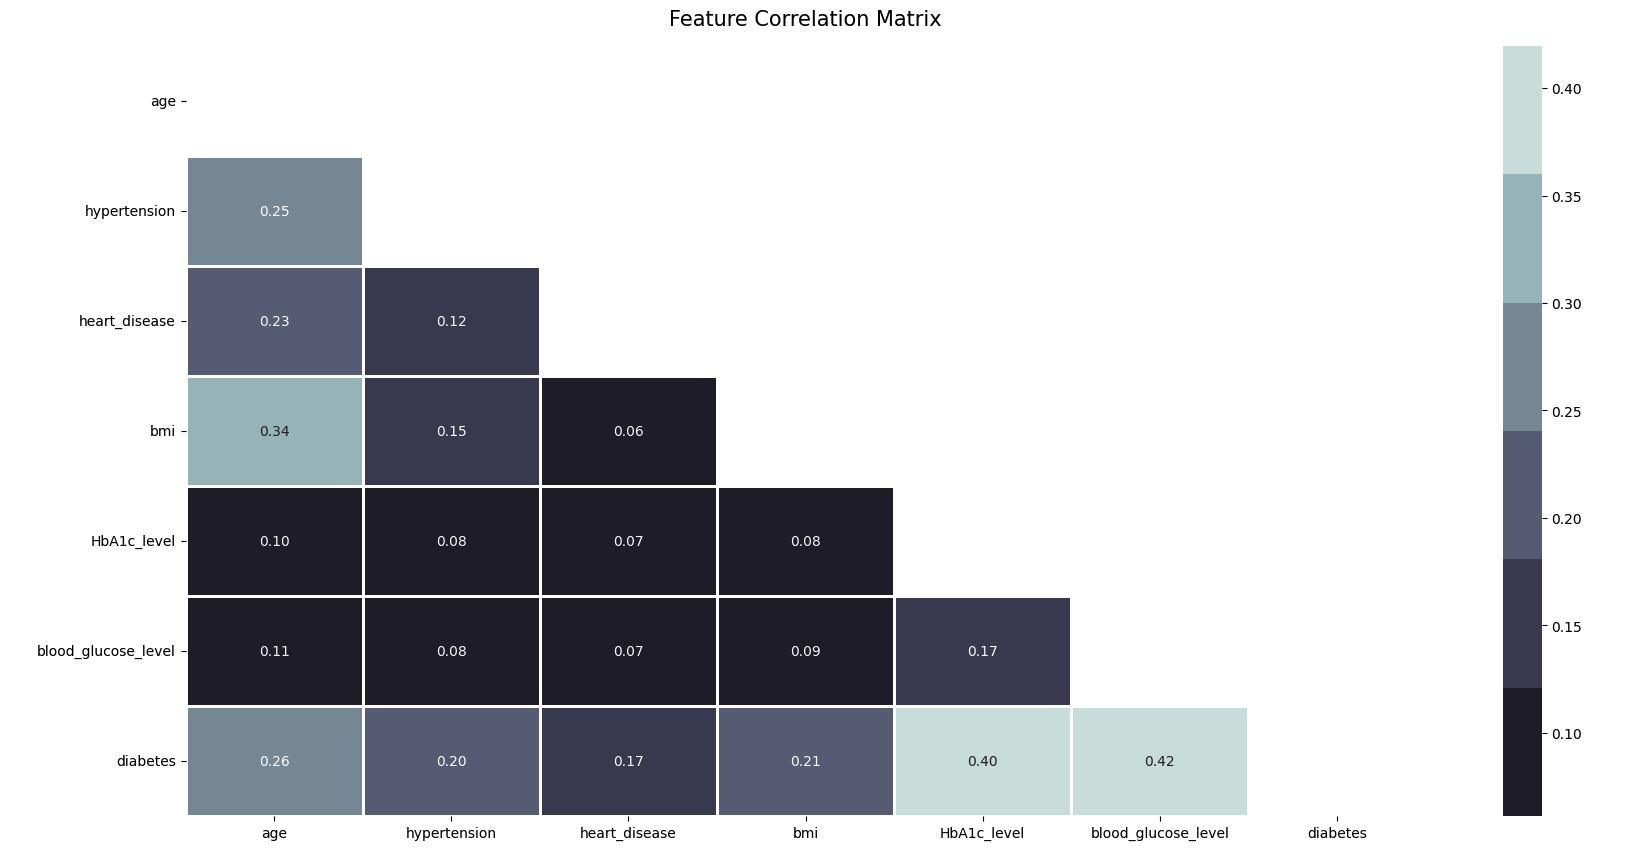 Feature Correlation Matrix
age
hypertension 0.25
heart_disease 0.23 0.12
bmi 0.34 0.15 0.06
HbA1c_level 0.10 0.08 0.07 0.08
blood_glucose_level 0.11 0.08 0.07 0.09 0.17
diabetes 0.26 0.20 0.17 0.21 0.40 0.42
age hypertension heart_disease bmi HbA1c_level blood_glucose_level diabetes
0.40
0.35
0.30
0.25
0.20
0.15
0.10